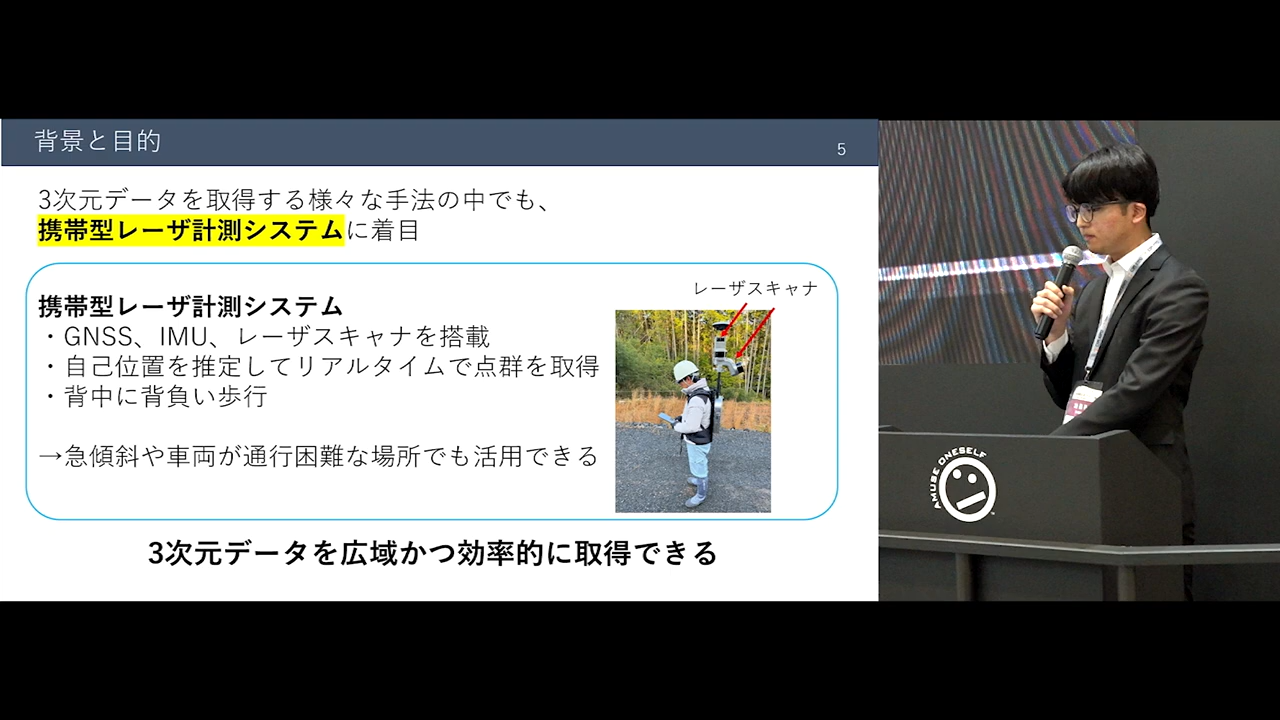 背景と目的
5
3次元データを取得する様々な手法の中でも、
携帯型レーザ計測システムに着目
携帯型レーザ計測システム
・GNSS、IMU、レーザスキャナを搭載
・自己位置を推定してリアルタイムで点群を取得
・背中に背負い歩行
→急傾斜や車両が通行困難な場所でも活用できる
レーザスキャナ
3次元データを広域かつ効率的に取得できる
AMUSE ONESELF